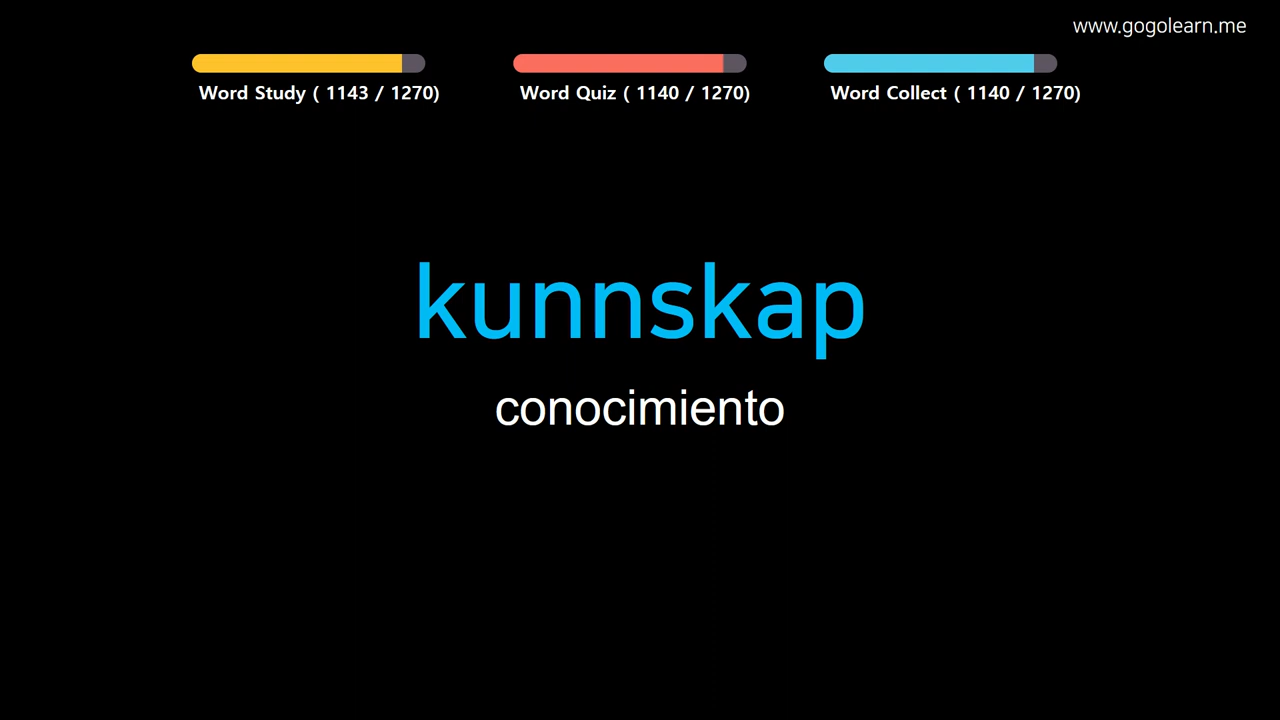 www.gogolearn.me
Word Study ( 1143 / 1270)
Word Quiz ( 1140 / 1270)
Word Collect ( 1140 / 1270)
kunnskap
conocimiento